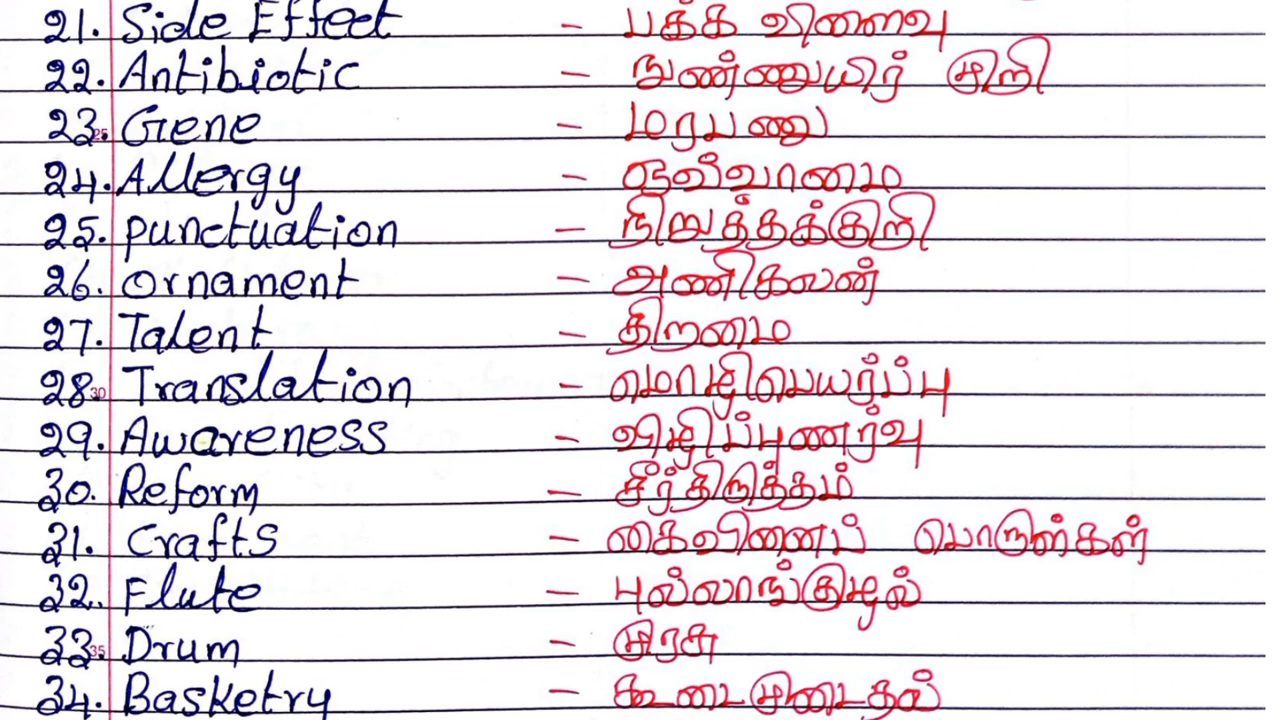 21. Side Effect - பக்க விளைவு
22. Antibiotic - நுண்ணுயிர் முறி
23. Gene - மரபணு
24. Allergy - ஒவ்வாமை
25. punctuation - நிறுத்தக்குறி
26. Ornament - அணிகலன்
27. Talent - திறமை
28. Translation - மொழிபெயர்ப்பு
29. Awareness - விழிப்புணர்வு
30. Reform - சீர்திருத்தம்
31. Crafts - கைவினைப் பொருள்கள்
32. Flute - புல்லாங்குழல்
33. Drum - முரசு
34. Basketry - கூடைமுடைதல்